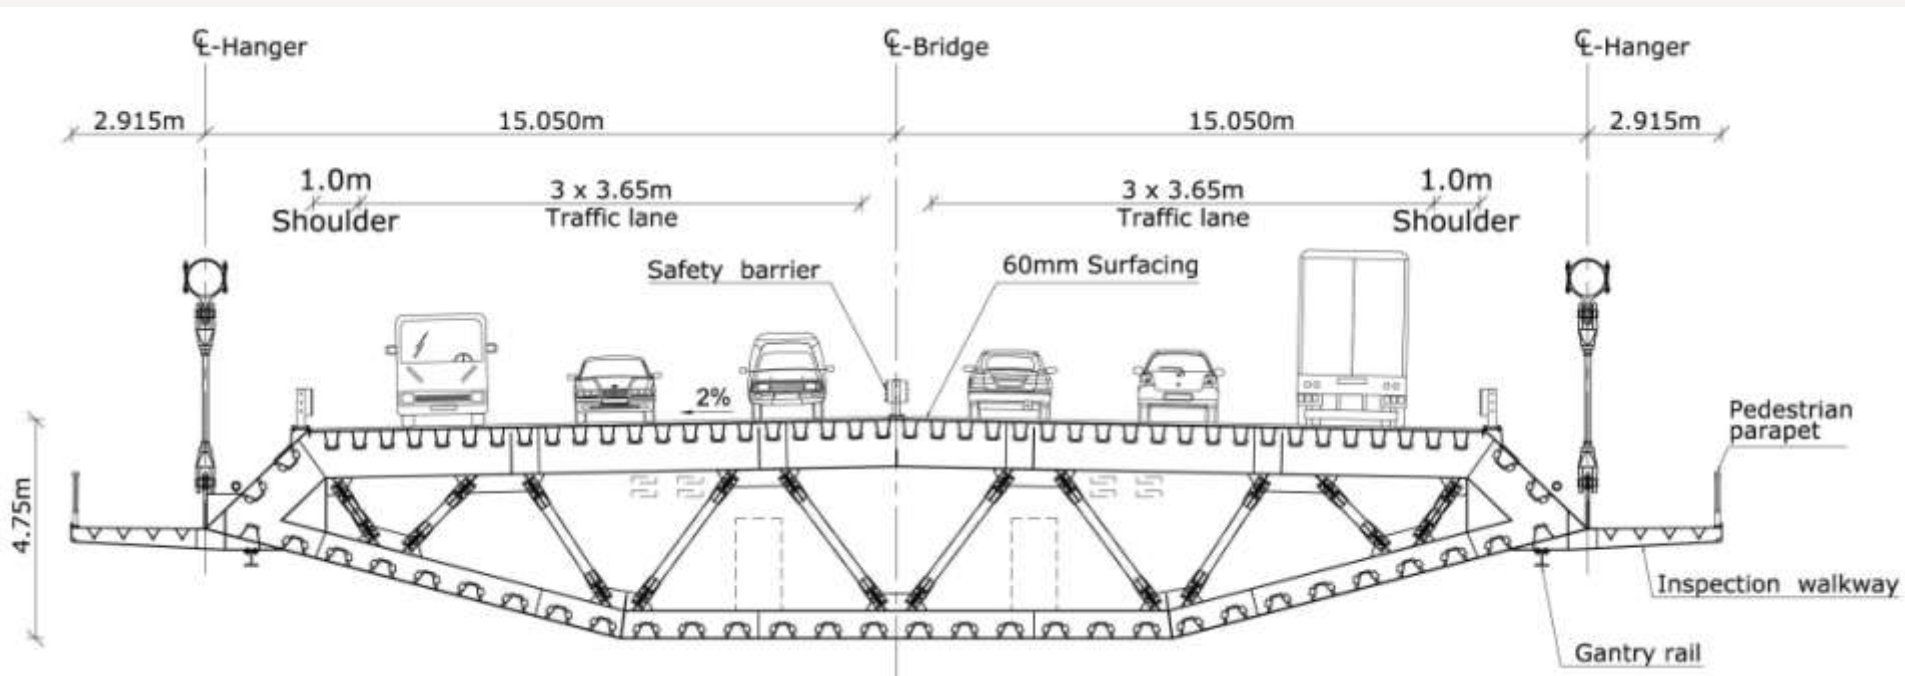 ℄-Hanger
℄-Bridge
℄-Hanger
2.915m
15.050m
15.050m
2.915m
1.0m
Shoulder
3 x 3.65m
Traffic lane
3 x 3.65m
Traffic lane
1.0m
Shoulder
Safety barrier
60mm Surfacing
2%
4.75m
Pedestrian
parapet
Inspection walkway
Gantry rail